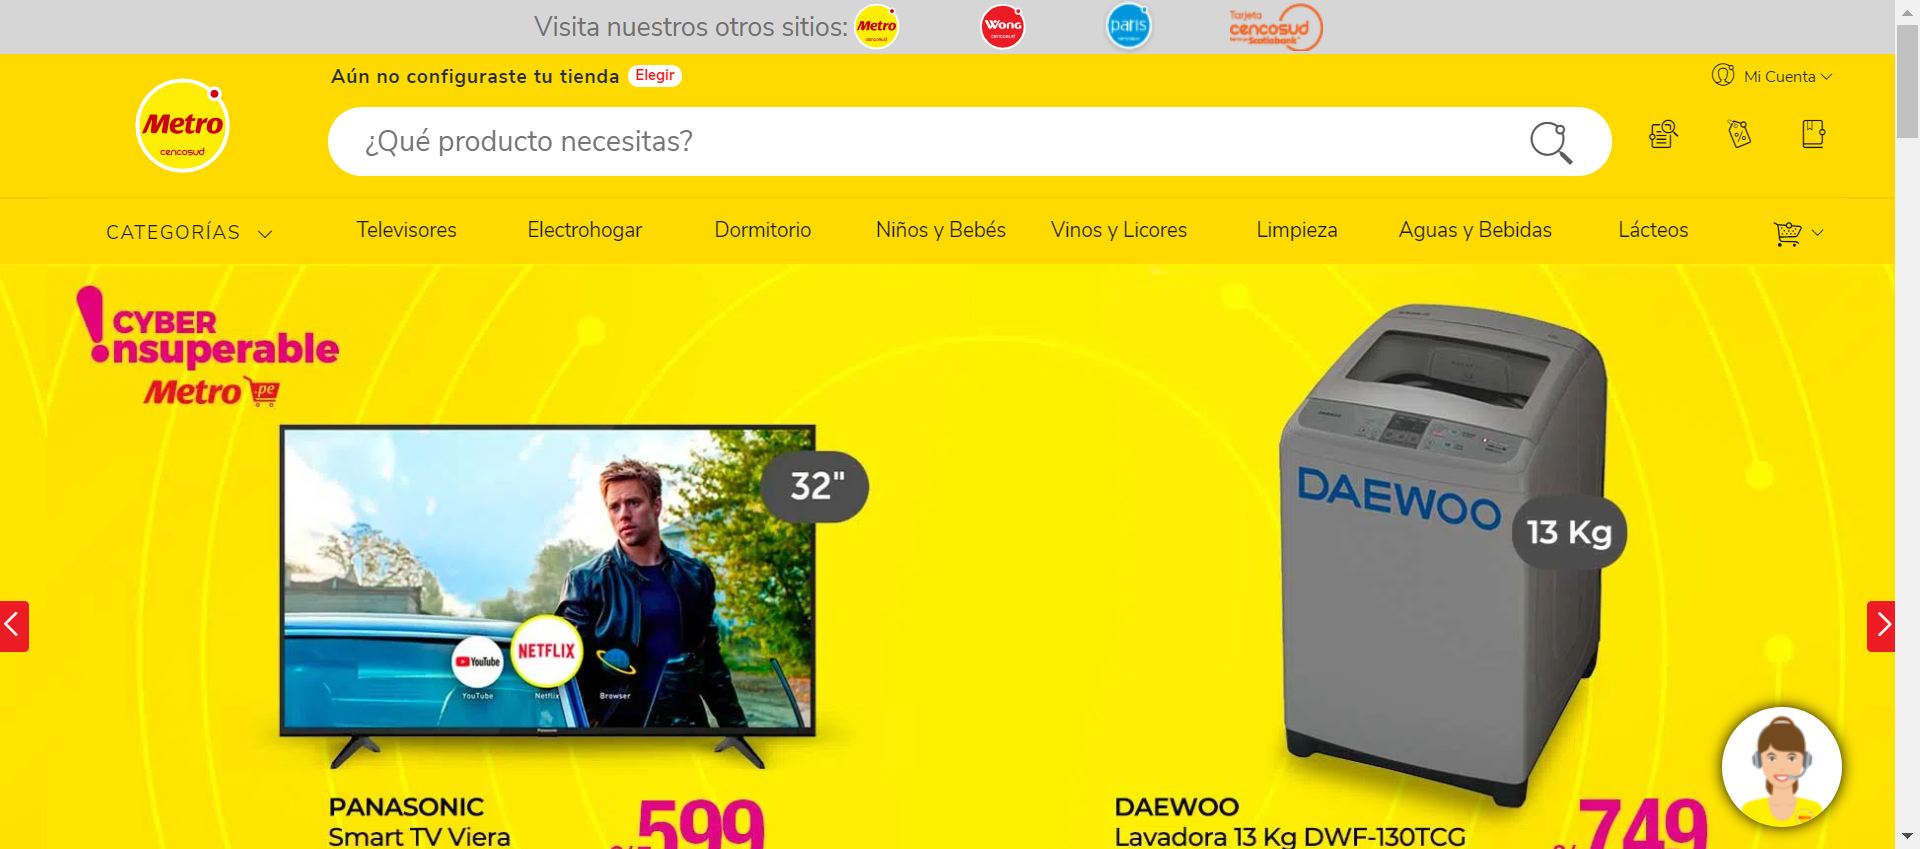 Visita nuestros otros sitios:
Metro
cencosud
Wong
cencosud
paris
Tarjeta
cencosud
Scotiabank
Aún no configuraste tu tienda
Elegir
Mi Cuenta
Metro
cencosud
¿Qué producto necesitas?
%
CATEGORÍAS
Televisores
Electrohogar
Dormitorio
Niños y Bebés
Vinos y Licores
Limpieza
Aguas y Bebidas
Lácteos
CYBER
!nsuperable
Metro .pe
32"
DAEWOO
13 Kg
YouTube
NETFLIX
YouTube
Netflix
Browser
Panasonic
PANASONIC
Smart TV Viera
599
DAEWOO
Lavadora 13 Kg DWF-130TCG
749